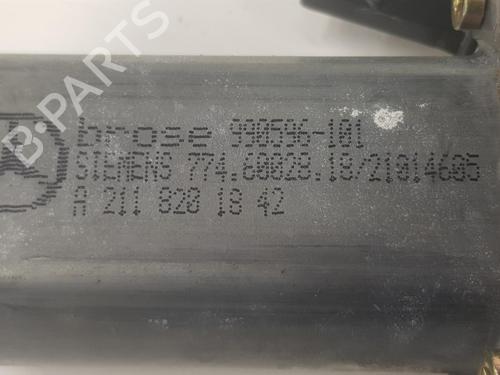 B-PARTS
brose 990596-101
SIEMENS 774.60028.18/21014605
A 211 820 18 42